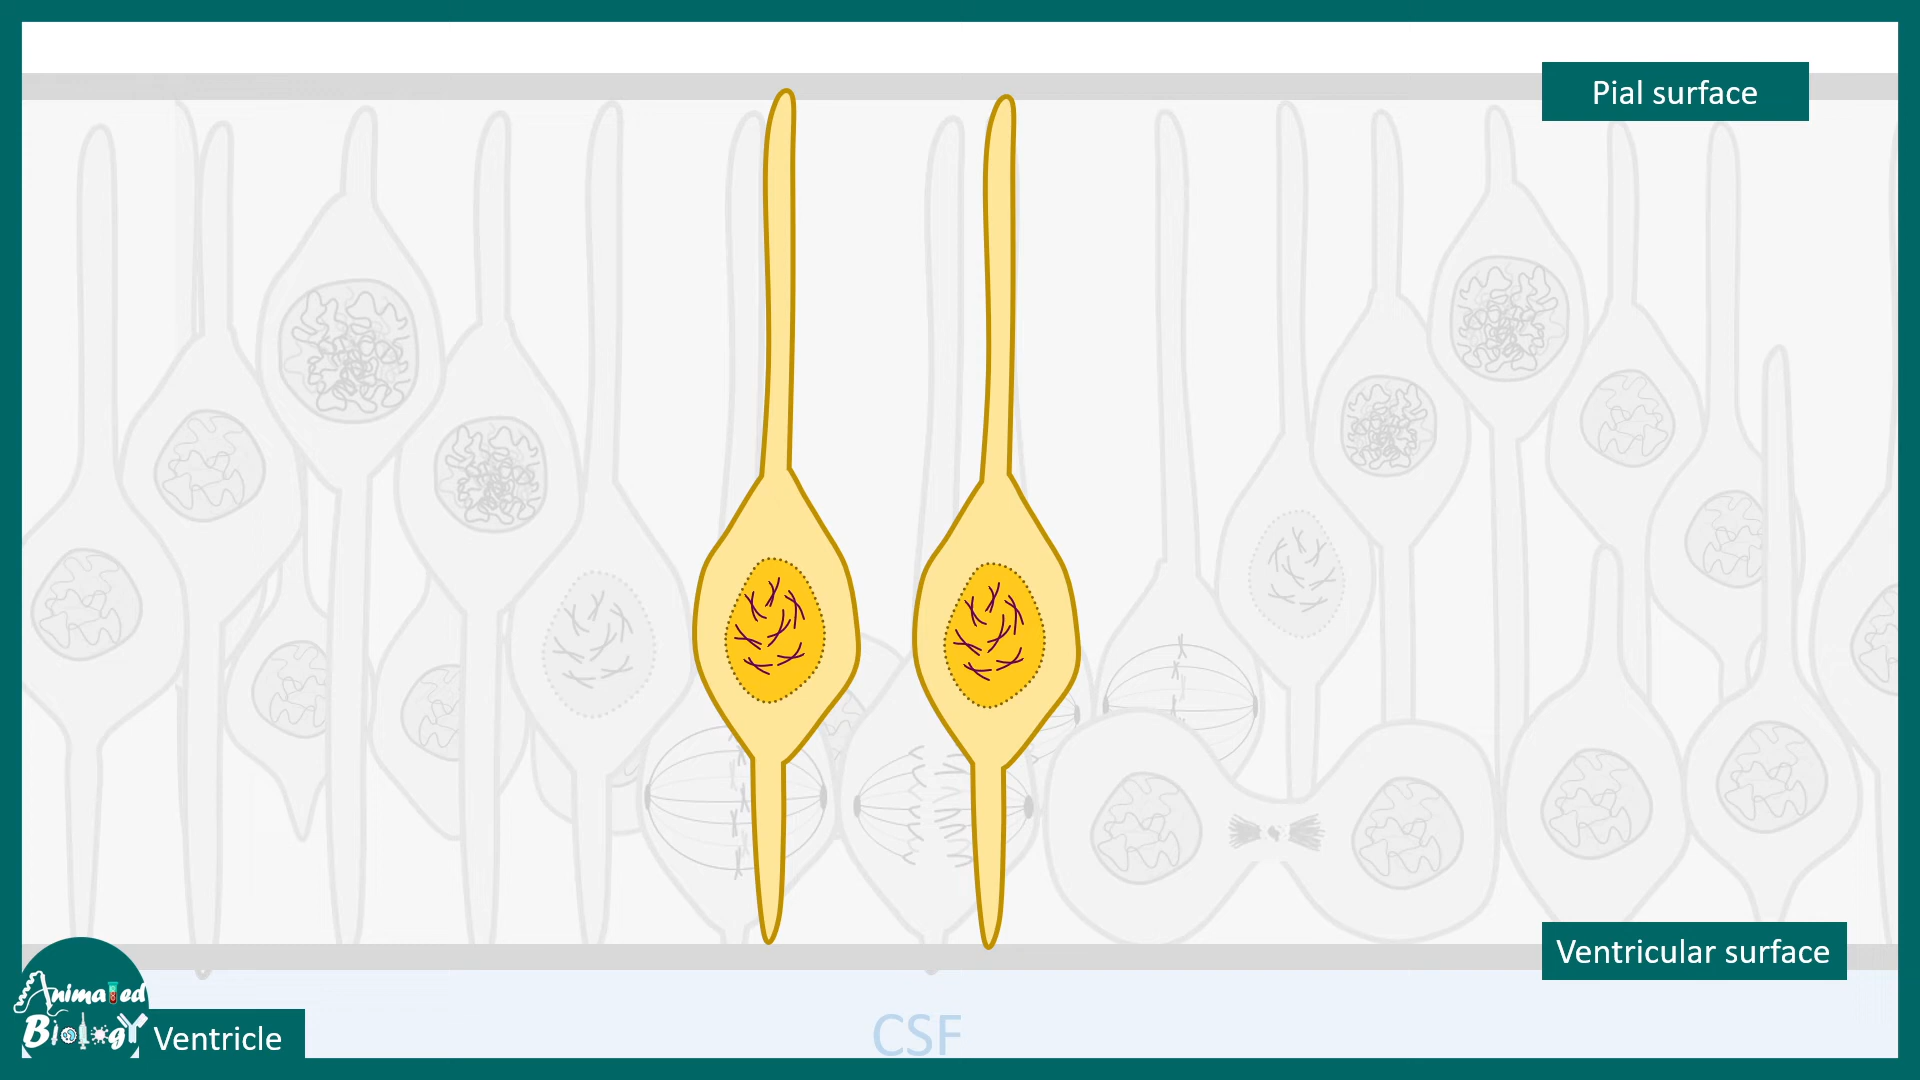 Pial surface
Ventricular surface
CSF
Animated
Biology
Ventricle